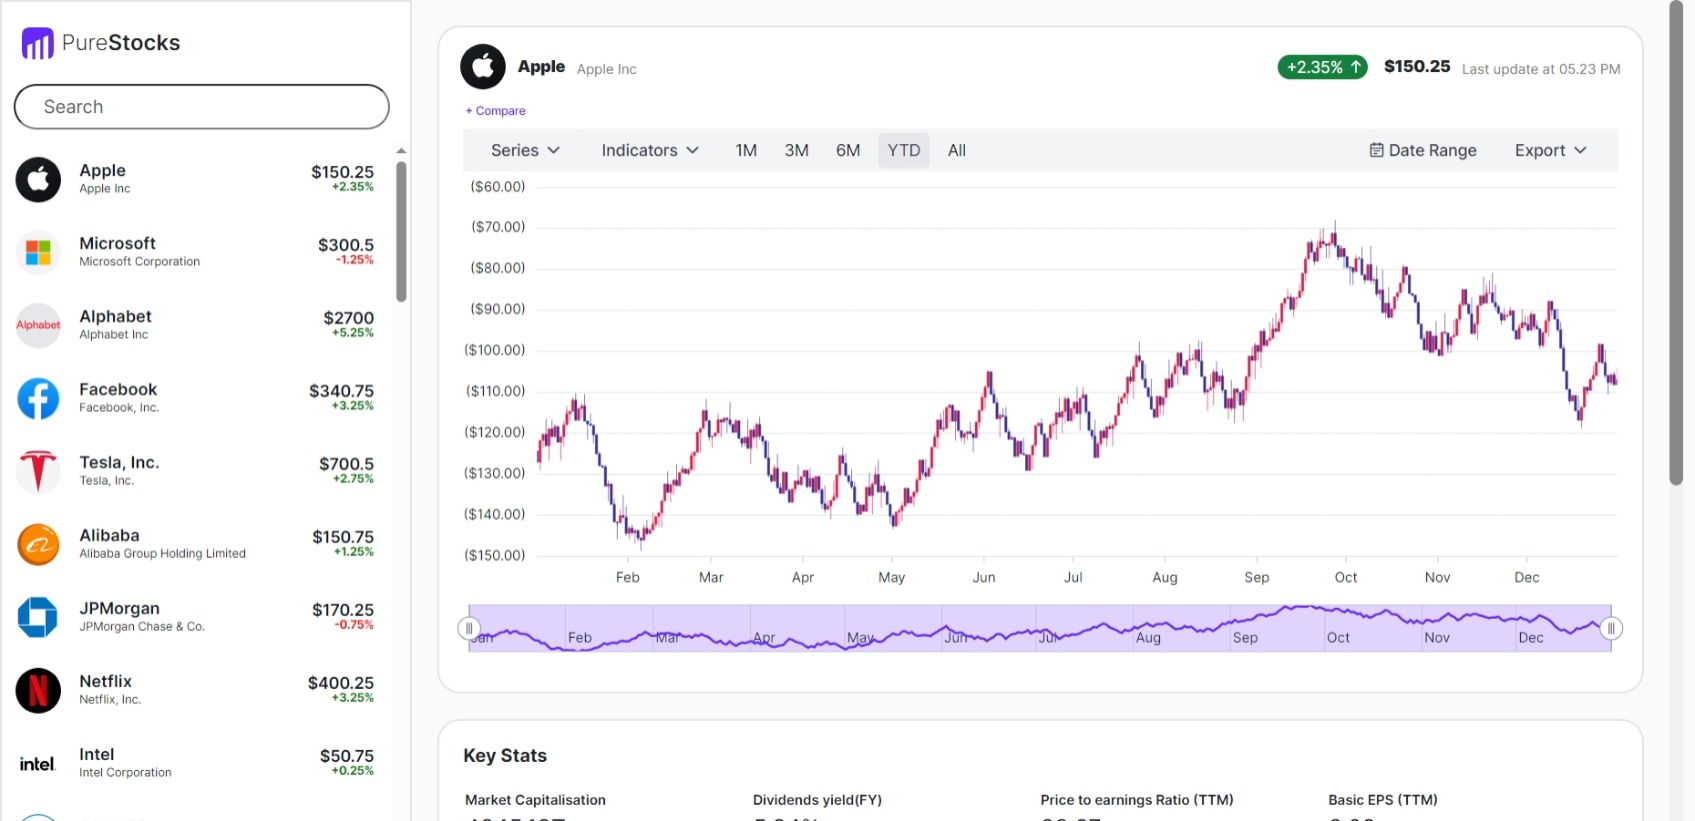 PureStocks
Search
Apple
Apple Inc
$150.25
+2.35%
Microsoft
Microsoft Corporation
$300.5
-1.25%
Alphabet
Alphabet
Alphabet Inc
$2700
+5.25%
Facebook
Facebook, Inc.
$340.75
+3.25%
Tesla, Inc.
Tesla, Inc.
$700.5
+2.75%
Alibaba
Alibaba Group Holding Limited
$150.75
+1.25%
JPMorgan
JPMorgan Chase & Co.
$170.25
-0.75%
Netflix
Netflix, Inc.
$400.25
+3.25%
intel
Intel
Intel Corporation
$50.75
+0.25%
Apple Apple Inc +2.35% ↑ $150.25 Last update at 05.23 PM
+ Compare
Series Indicators 1M 3M 6M YTD All Date Range Export
($60.00)
($70.00)
($80.00)
($90.00)
($100.00)
($110.00)
($120.00)
($130.00)
($140.00)
($150.00)
Feb Mar Apr May Jun Jul Aug Sep Oct Nov Dec
Jan Feb Mar Apr May Jun Jul Aug Sep Oct Nov Dec
Key Stats
Market Capitalisation Dividends yield(FY) Price to earnings Ratio (TTM) Basic EPS (TTM)